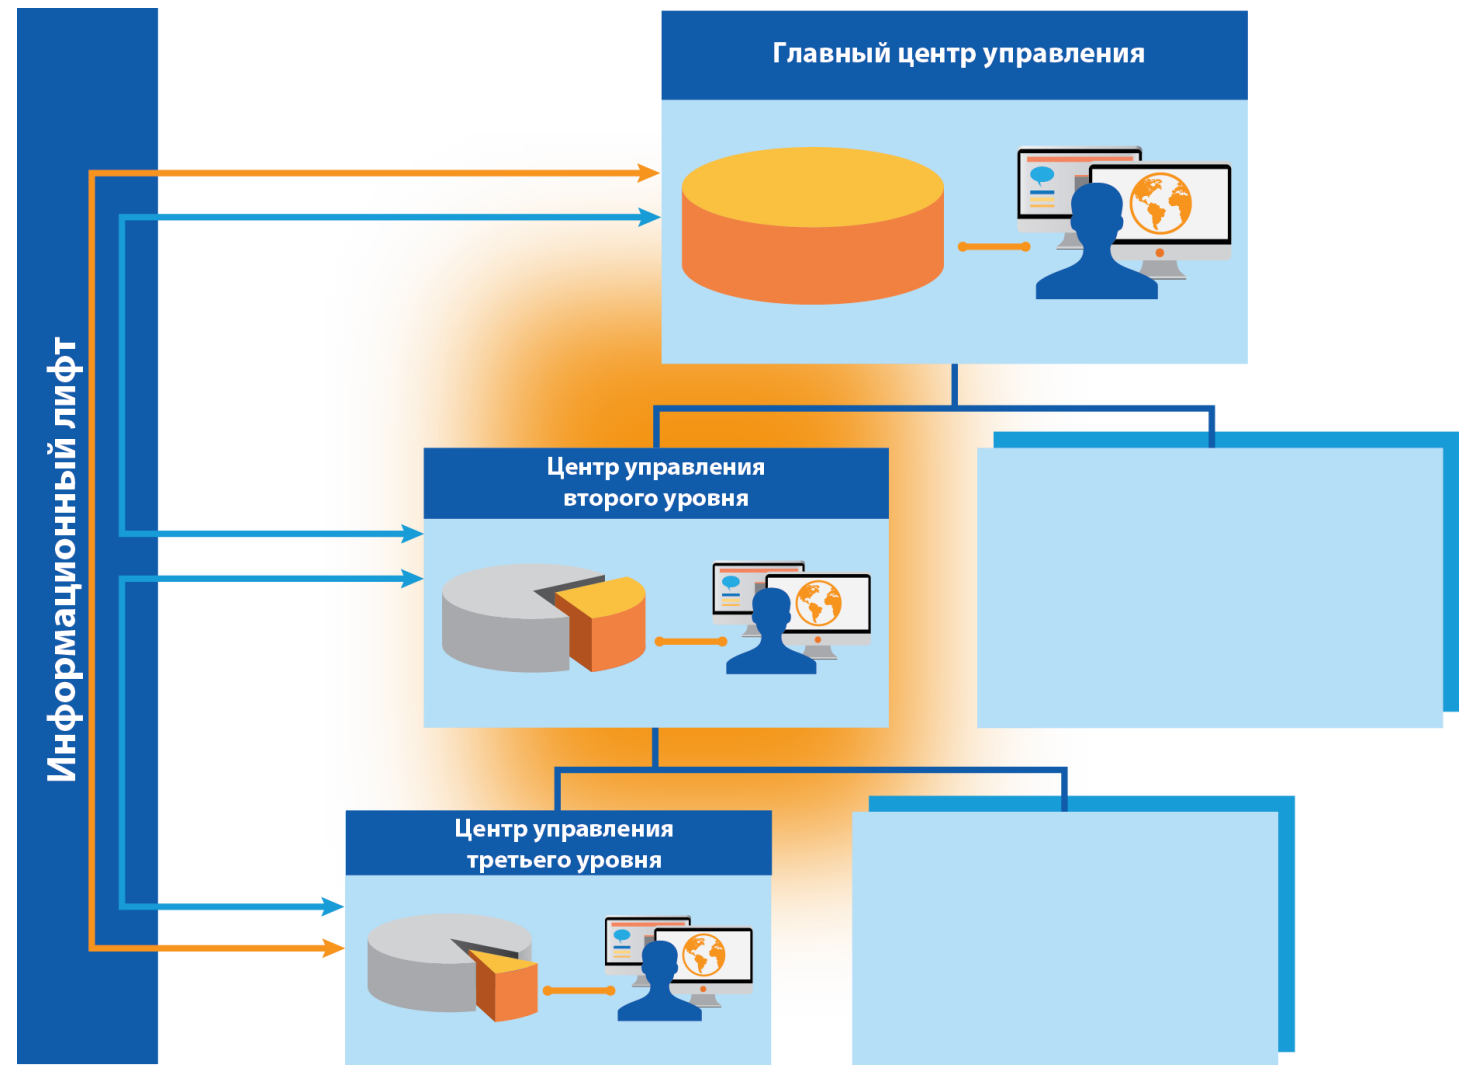 Главный центр управления
Информационный лифт
Центр управления
второго уровня
Центр управления
третьего уровня